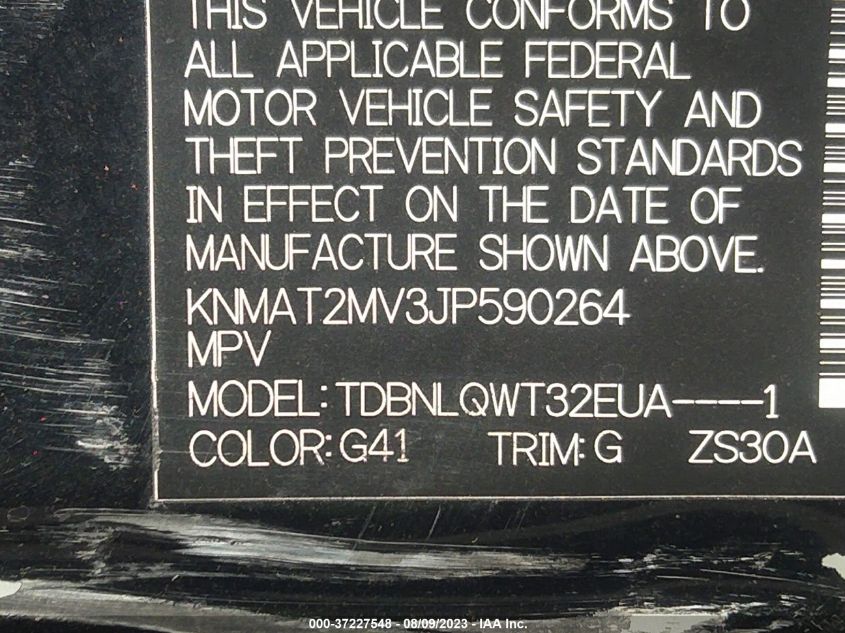 THIS VEHICLE CONFORMS TO
ALL APPLICABLE FEDERAL
MOTOR VEHICLE SAFETY AND
THEFT PREVENTION STANDARDS
IN EFFECT ON THE DATE OF
MANUFACTURE SHOWN ABOVE.
KNMAT2MV3JP590264
MPV
MODEL: TDBNLQWT32EUA----1
COLOR: G41 TRIM: G ZS30A
000-37227548 - 08/09/2023 - IAA Inc.